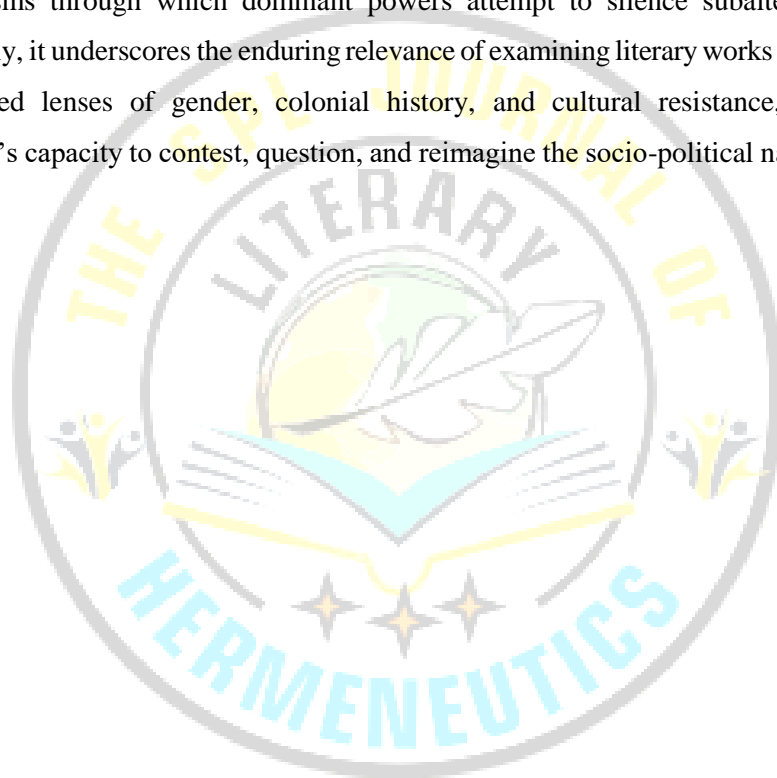 through which dominant powers attempt to silence
it underscores the enduring relevance of examining literary works
lenses of gender, colonial history, and cultural resistance,
capacity to contest, question, and reimagine the socio-political
THE SPL JOURNAL OF
LITERARY
HERMENEUTICS